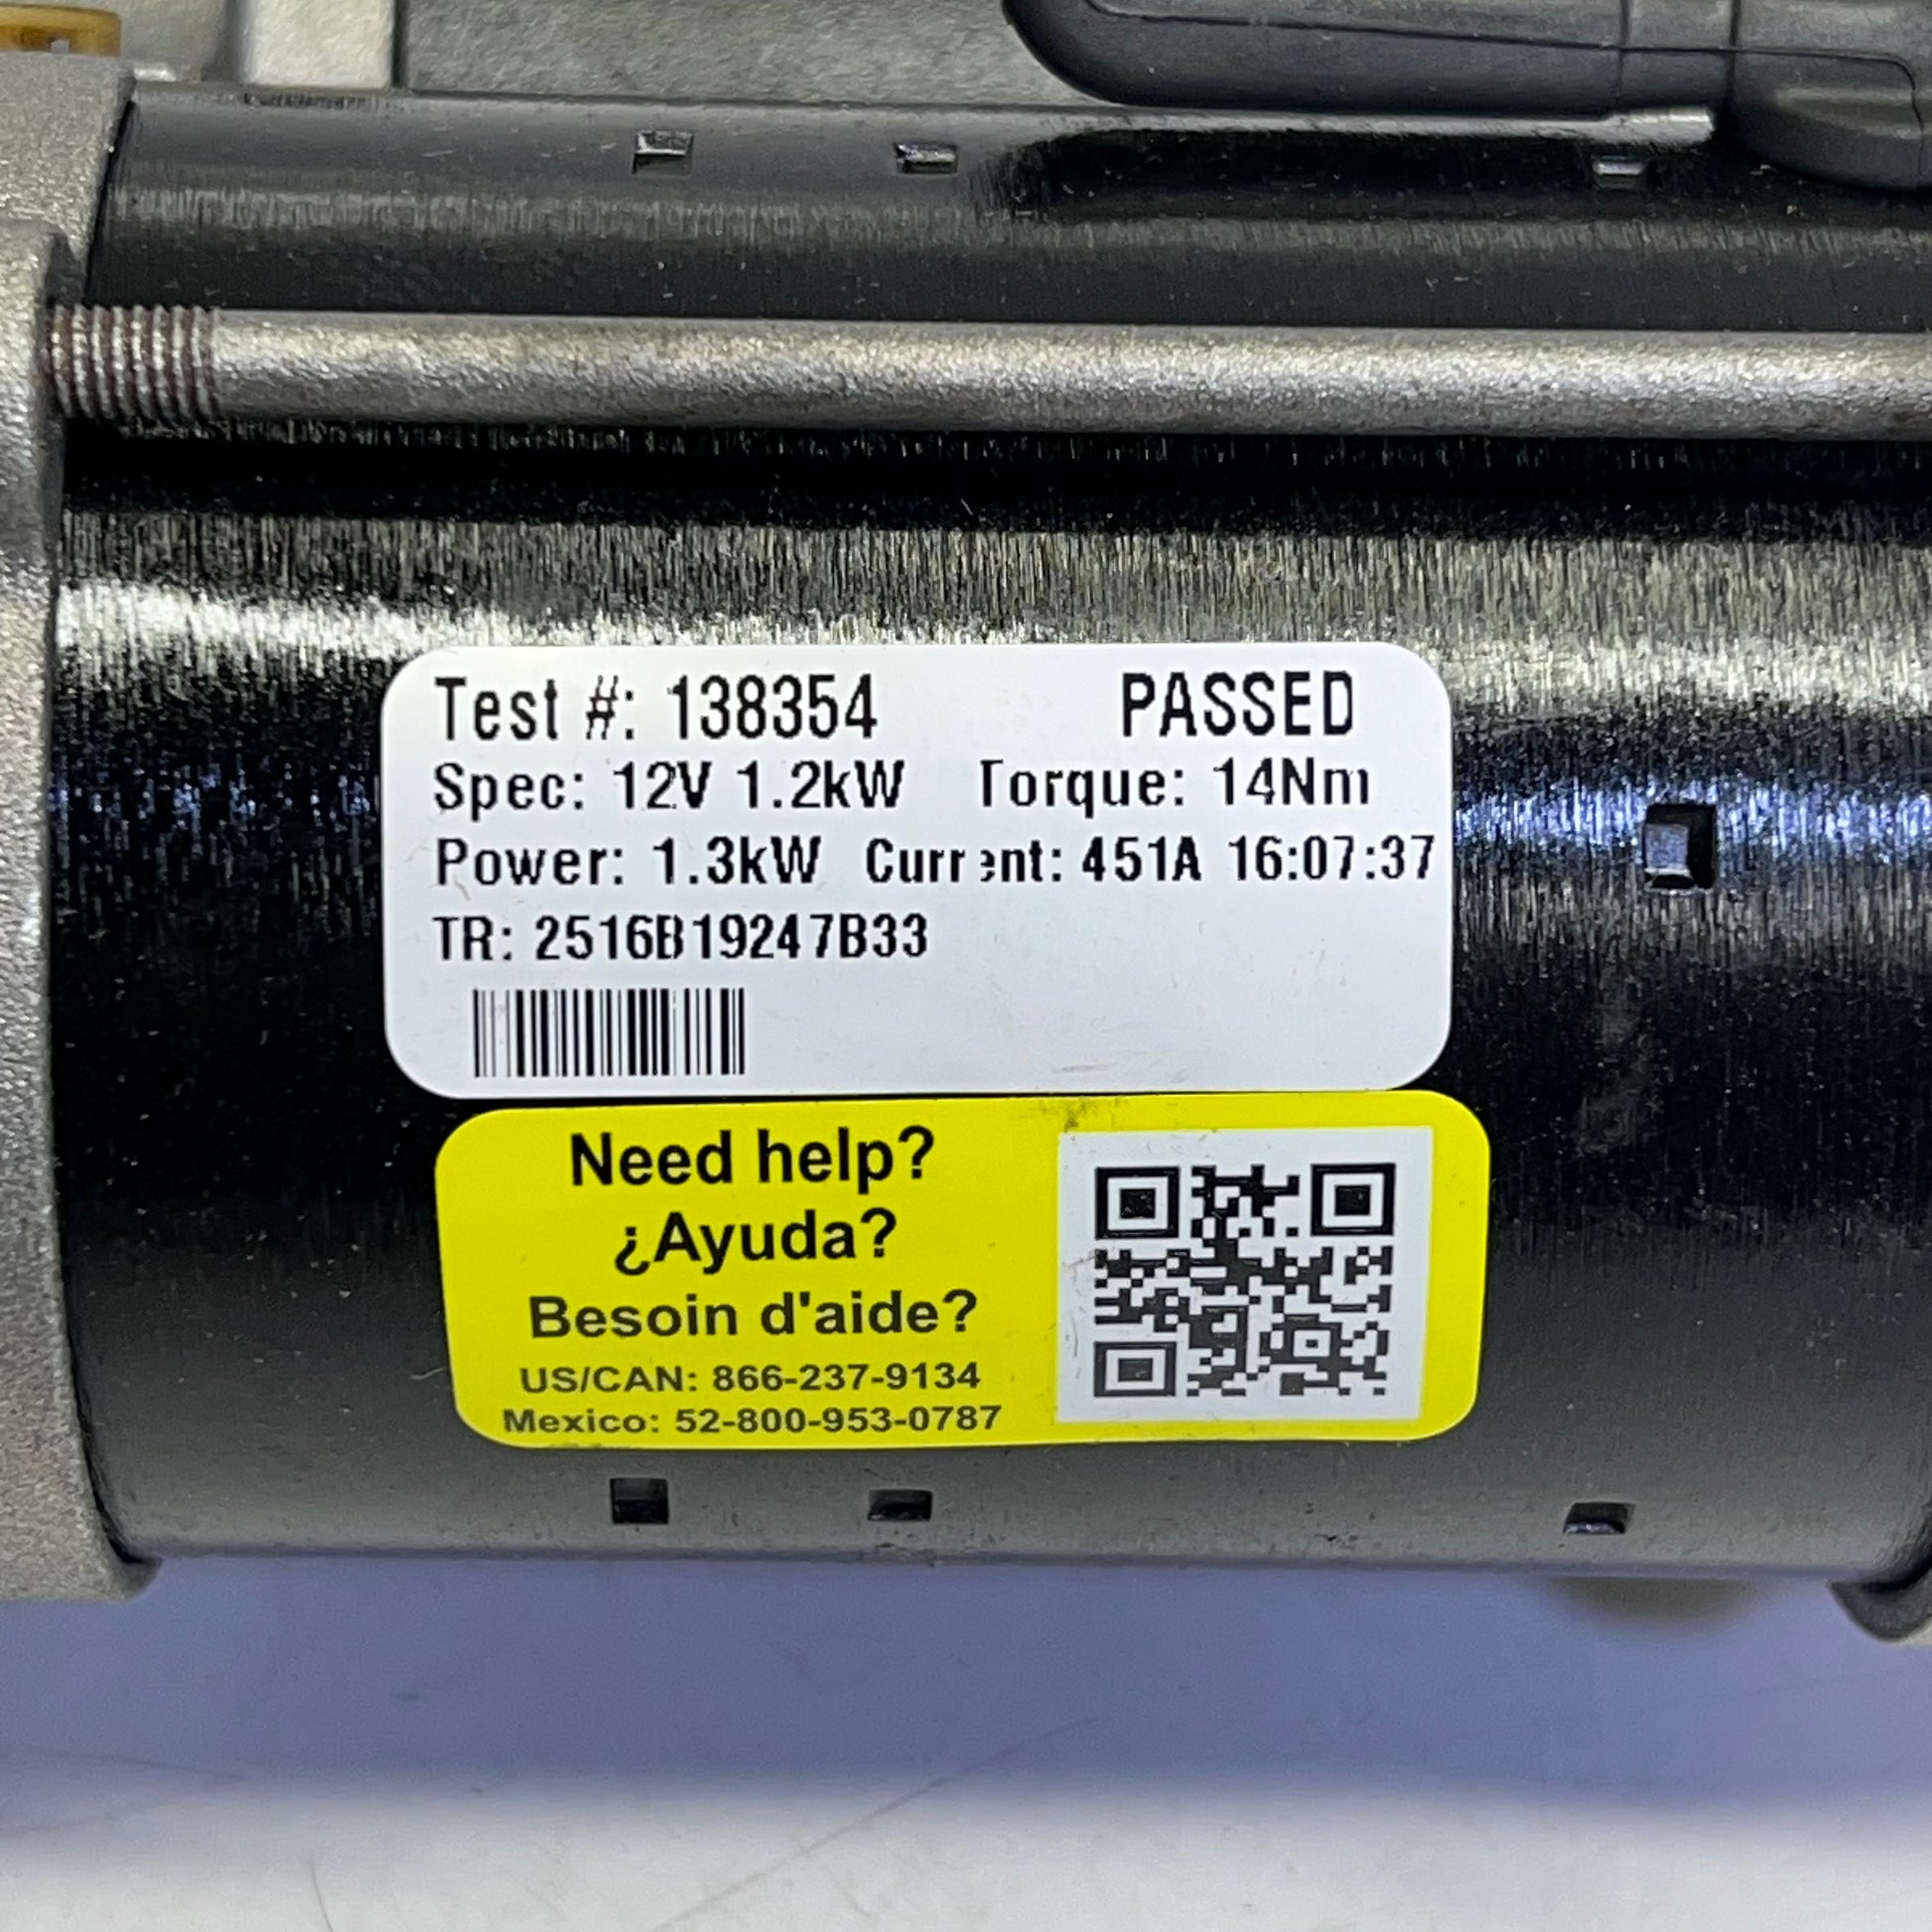 Test #: 138354 PASSED
Spec: 12V 1.2kW Torque: 14Nm
Power: 1.3kW Current: 451A 16:07:37
TR: 2516B19247B33
Need help?
¿Ayuda?
Besoin d'aide?
US/CAN: 866-237-9134
Mexico: 52-800-953-0787